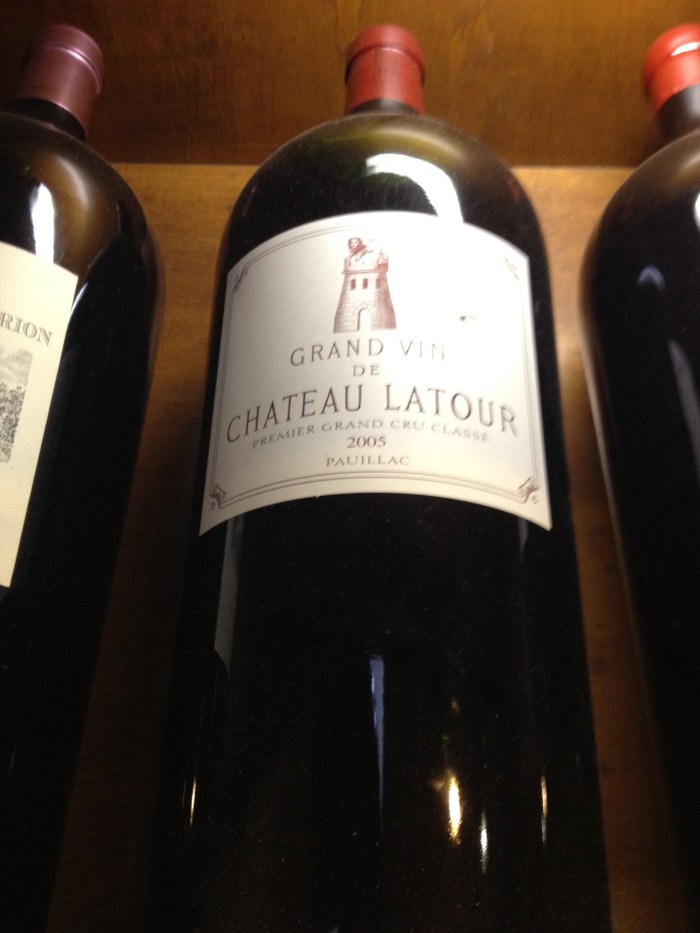 RION
GRAND VIN
DE
CHATEAU LATOUR
PREMIER GRAND CRU CLASSÉ
2005
PAUILLAC